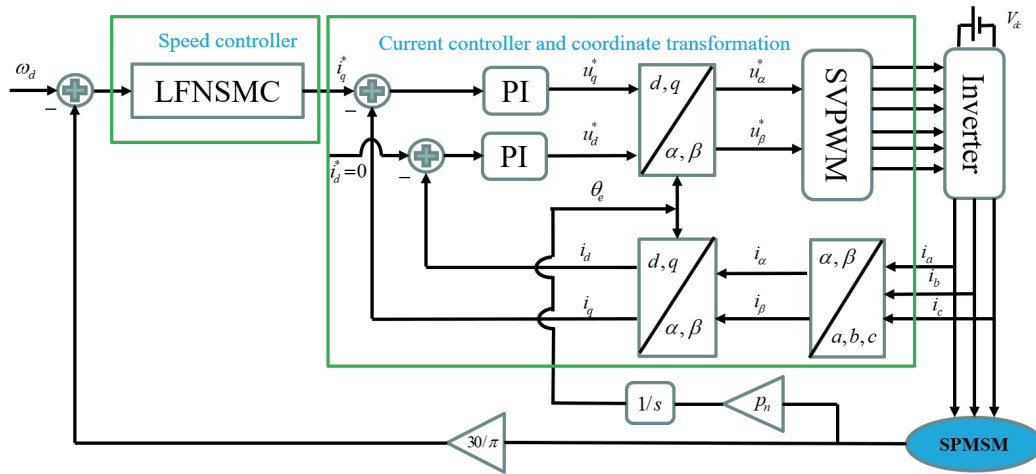 Speed controller
Current controller and coordinate transformation
V_dc
ω_d
−
LFNSMC
i_q^*
−
PI
u_q^*
d, q
α, β
u_α^*
SVPWM
Inverter
i_d^*=0
−
PI
u_d^*
u_β^*
θ_e
i_d
d, q
α, β
i_α
α, β
a, b, c
i_a
i_b
i_q
i_β
i_c
1/s
p_n
30/π
SPMSM